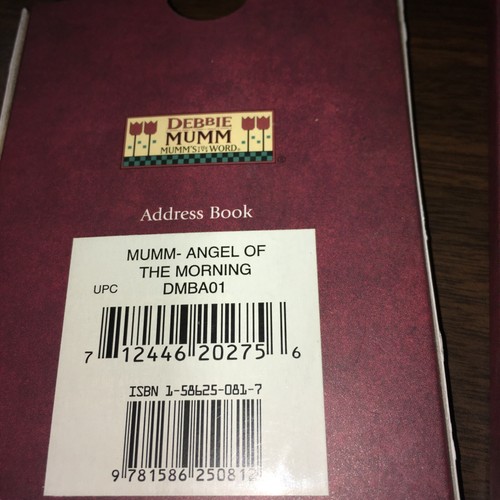 DEBBIE
MUMM
MUMM'S THE WORD
®
Address Book
MUMM- ANGEL OF
THE MORNING
UPC DMBA01
7 12446 20275 6
ISBN 1-58625-081-7
9 781586 250812